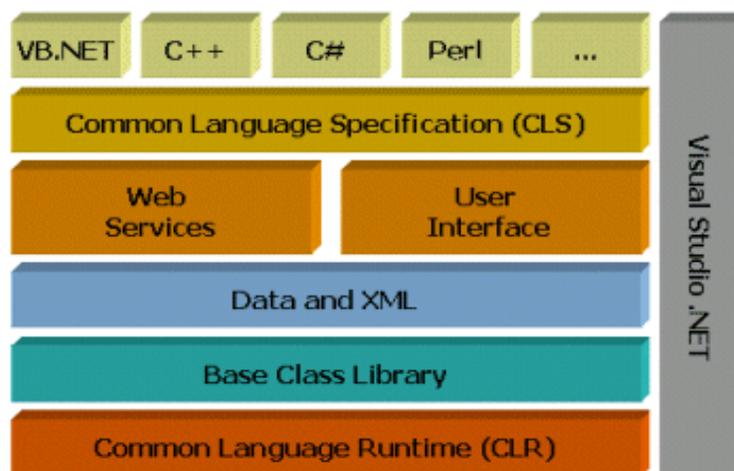 VB.NET
C++
C#
Perl
...
Common Language Specification (CLS)
Web
Services
User
Interface
Data and XML
Base Class Library
Common Language Runtime (CLR)
Visual Studio .NET